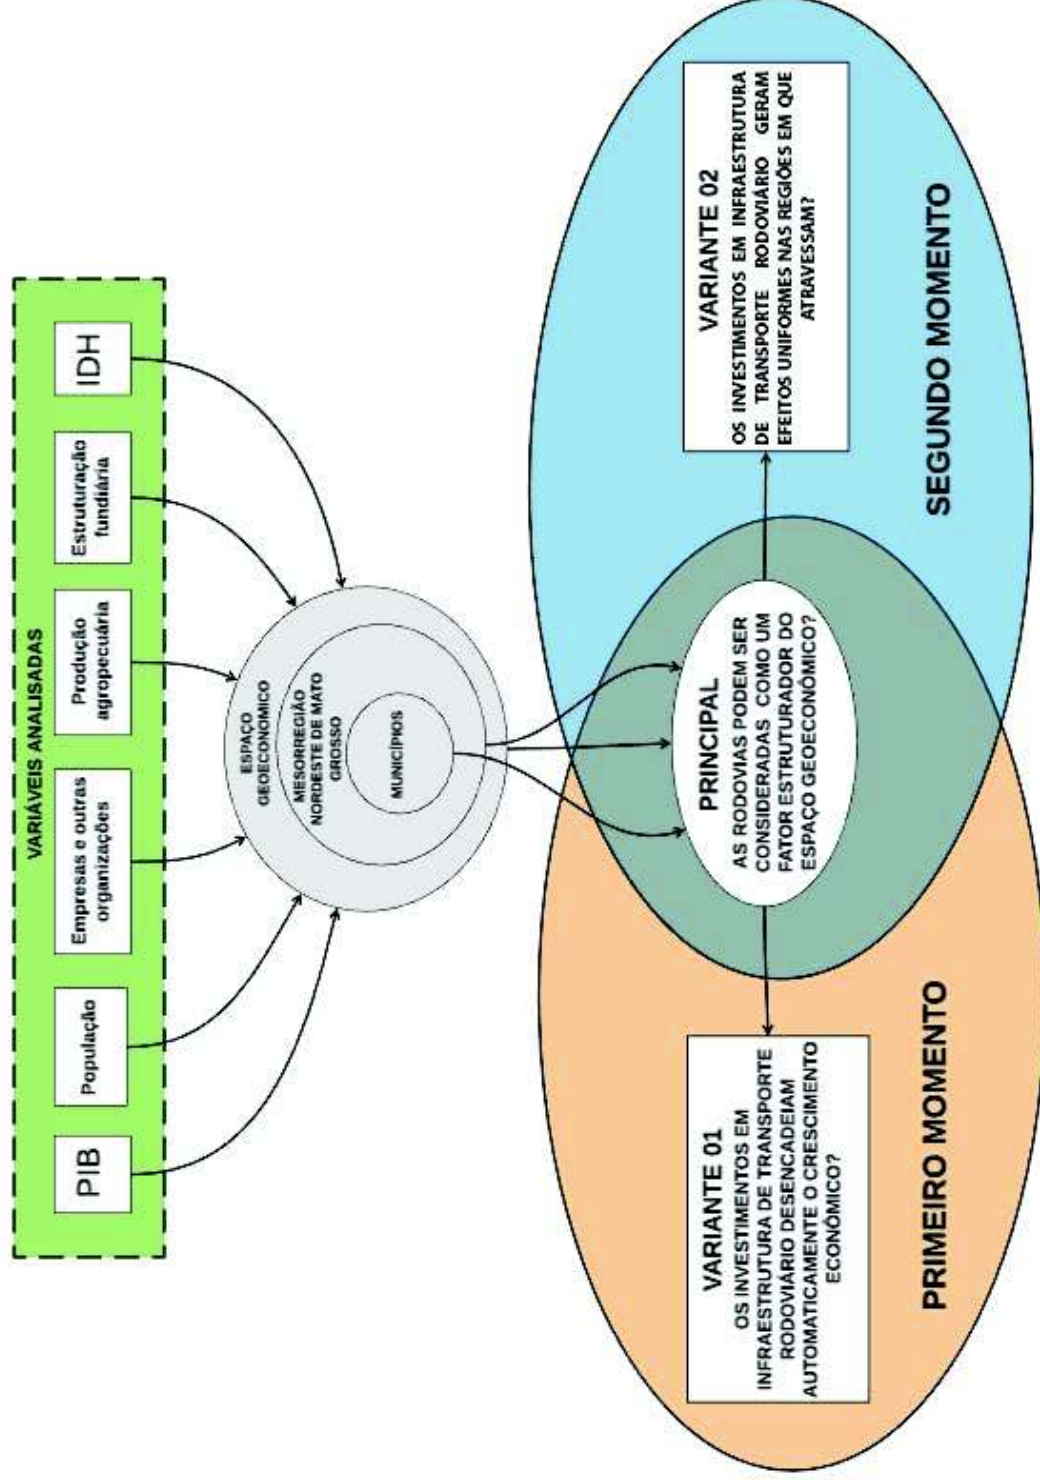 VARIÁVEIS ANALISADAS
PIB
População
Empresas e outras
organizações
Produção
agropecuária
Estruturação
fundiária
IDH
ESPAÇO
GEOECONOMICO
MESORREGIÃO
NORDESTE DE MATO
GROSSO
MUNICÍPIOS
PRINCIPAL
AS RODOVIAS PODEM SER
CONSIDERADAS COMO UM
FATOR ESTRUTURADOR DO
ESPAÇO GEOECONÔMICO?
VARIANTE 01
OS INVESTIMENTOS EM
INFRAESTRUTURA DE TRANSPORTE
RODOVIÁRIO DESENCADEIAM
AUTOMATICAMENTE O CRESCIMENTO
ECONÔMICO?
PRIMEIRO MOMENTO
VARIANTE 02
OS INVESTIMENTOS EM INFRAESTRUTURA
DE TRANSPORTE RODOVIÁRIO GERAM
EFEITOS UNIFORMES NAS REGIÕES EM QUE
ATRAVESSAM?
SEGUNDO MOMENTO